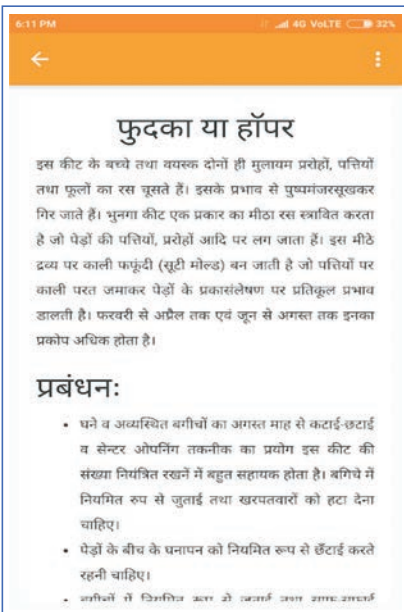 6:11 PM 4G VoLTE 32%
फुदका या हॉपर
इस कीट के बच्चे तथा वयस्क दोनों ही मुलायम प्ररोहों, पत्तियों
तथा फूलों का रस चूसते हैं। इसके प्रभाव से पुष्पमंजरसूखकर
गिर जाते हैं। भुनगा कीट एक प्रकार का मीठा रस स्त्रावित करता
है जो पेड़ों की पत्तियों, प्ररोहों आदि पर लग जाता हैं। इस मीठे
द्रव्य पर काली फफूंदी (सूटी मोल्ड) बन जाती है जो पत्तियों पर
काली परत जमाकर पेड़ों के प्रकासंलेषण पर प्रतिकूल प्रभाव
डालती है। फरवरी से अप्रैल तक एवं जून से अगस्त तक इनका
प्रकोप अधिक होता है।
प्रबंधन:
• घने व अव्यस्थित बगीचों का अगस्त माह से कटाई-छटाई
व सेन्टर ओपनिंग तकनीक का प्रयोग इस कीट की
संख्या नियंत्रित रखनें में बहुत सहायक होता है। बगिचे में
नियमित रुप से जुताई तथा खरपतवारों को हटा देना
चाहिए।
• पेड़ों के बीच के घनापन को नियमित रूप से छँटाई करते
रहनी चाहिए।
• बगीचों में नियमित रूप से जुताई तथा साफ-सफाई